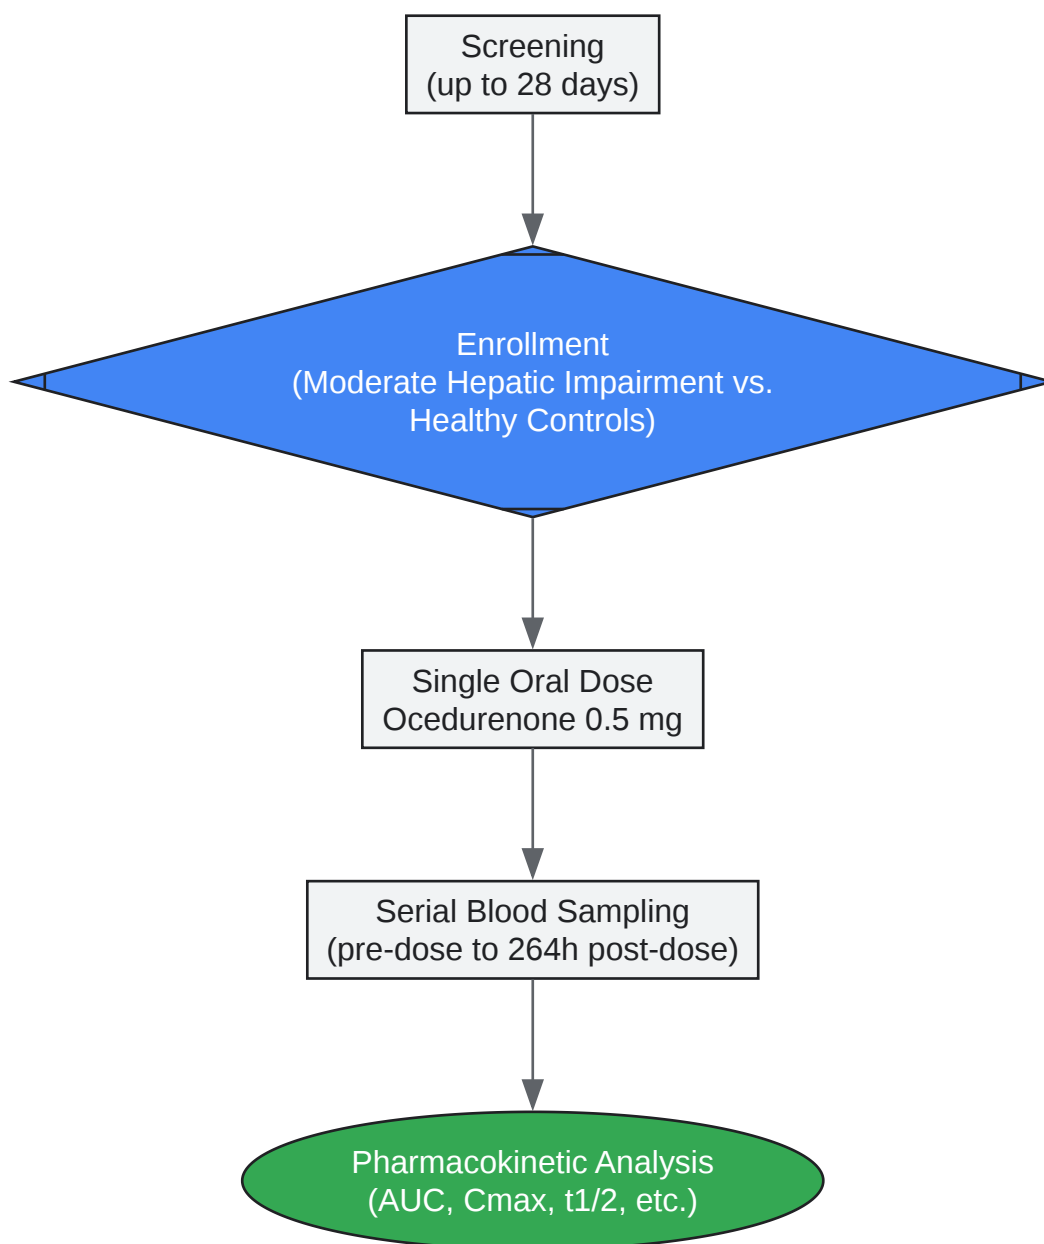 Screening
(up to 28 days)
Enrollment
(Moderate Hepatic Impairment vs.
Healthy Controls)
Single Oral Dose
Ocedurenone 0.5 mg
Serial Blood Sampling
(pre-dose to 264h post-dose)
Pharmacokinetic Analysis
(AUC, Cmax, t1/2, etc.)